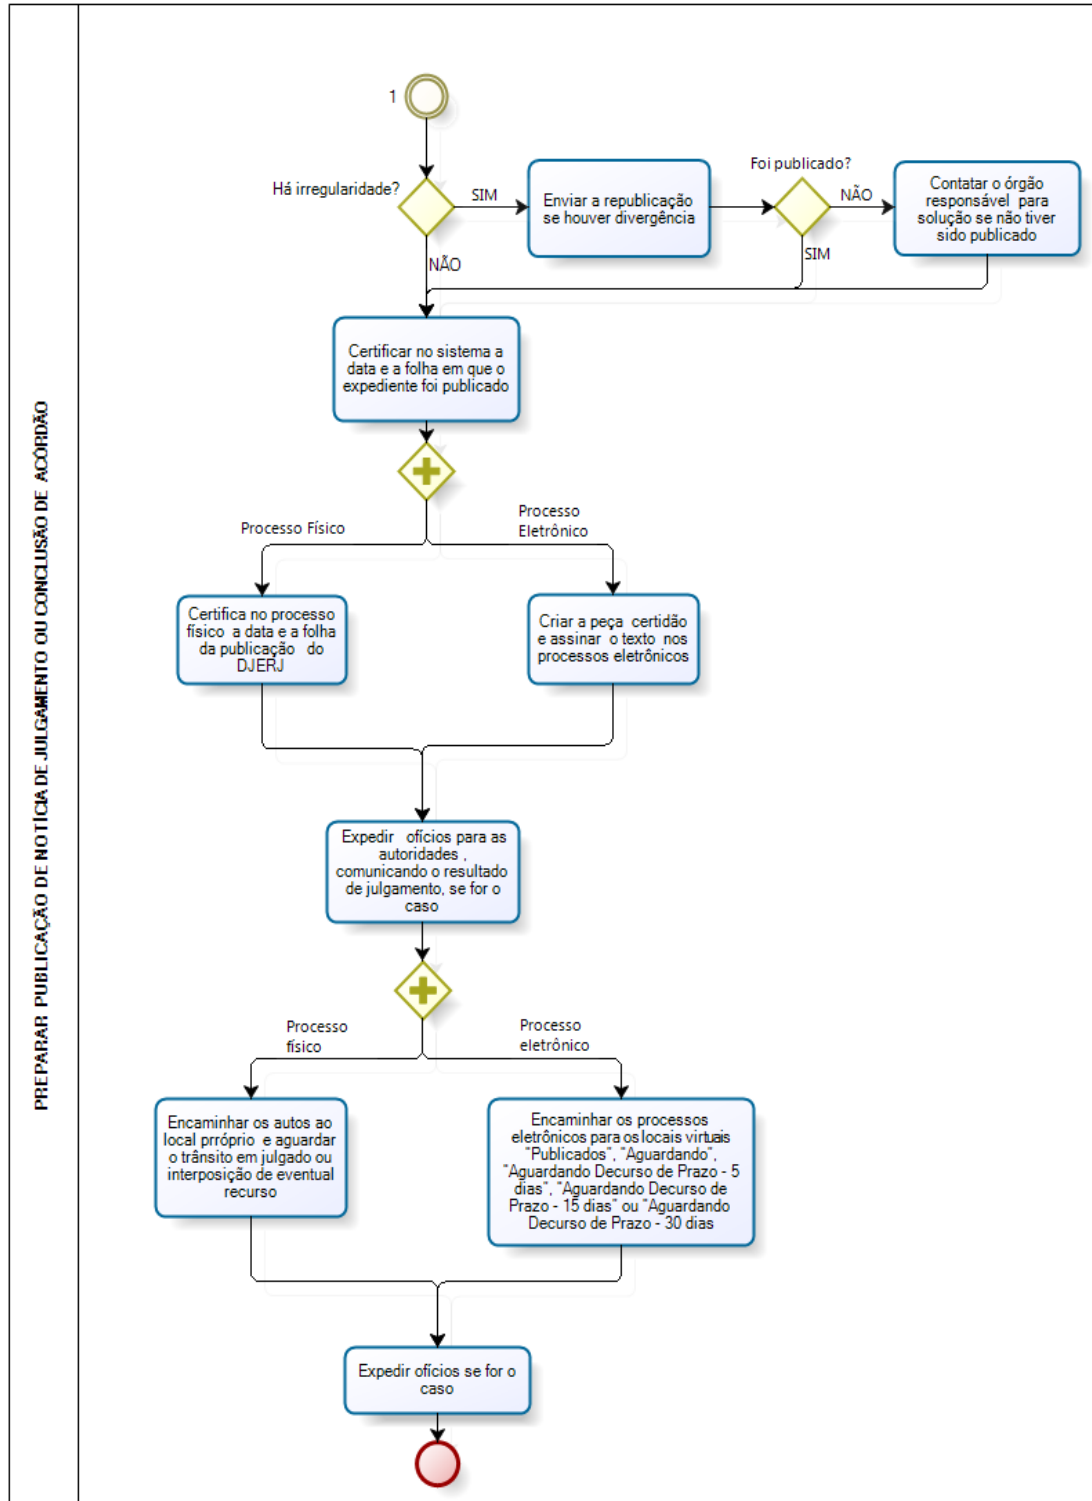 PREPARAR PUBLICAÇÃO DE NOTÍCIA DE JULGAMENTO OU CONCLUSÃO DE ACÓRDÃO
1
Há irregularidade?
SIM
Enviar a republicação
se houver divergência
Foi publicado?
NÃO
Contatar o órgão
responsável para
solução se não tiver
sido publicado
NÃO
SIM
Certificar no sistema a
data e a folha em que o
expediente foi publicado
Processo Físico
Processo
Eletrônico
Certifica no processo
físico a data e a folha
da publicação do
DJERJ
Criar a peça certidão
e assinar o texto nos
processos eletrônicos
Expedir ofícios para as
autoridades ,
comunicando o resultado
de julgamento, se for o
caso
Processo
físico
Processo
eletrônico
Encaminhar os autos ao
local próprio e aguardar
o trânsito em julgado ou
interposição de eventual
recurso
Encaminhar os processos
eletrônicos para os locais virtuais
"Publicados", "Aguardando",
"Aguardando Decurso de Prazo - 5
dias", "Aguardando Decurso de
Prazo - 15 dias" ou "Aguardando
Decurso de Prazo - 30 dias
Expedir ofícios se for o
caso